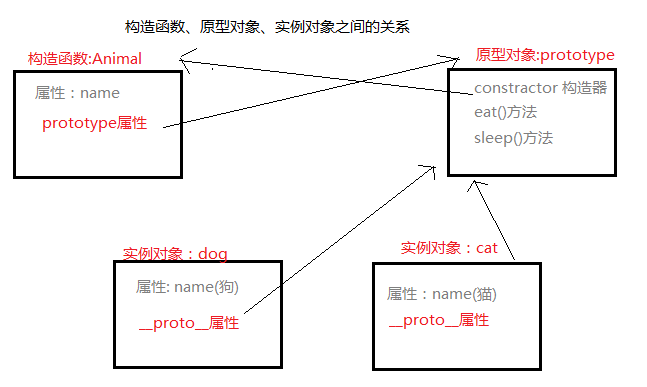 构造函数、原型对象、实例对象之间的关系
构造函数:Animal
属性：name
prototype属性
原型对象:prototype
constractor 构造器
eat()方法
sleep()方法
实例对象：dog
属性: name(狗)
__proto__属性
实例对象：cat
属性：name(猫)
__proto__属性